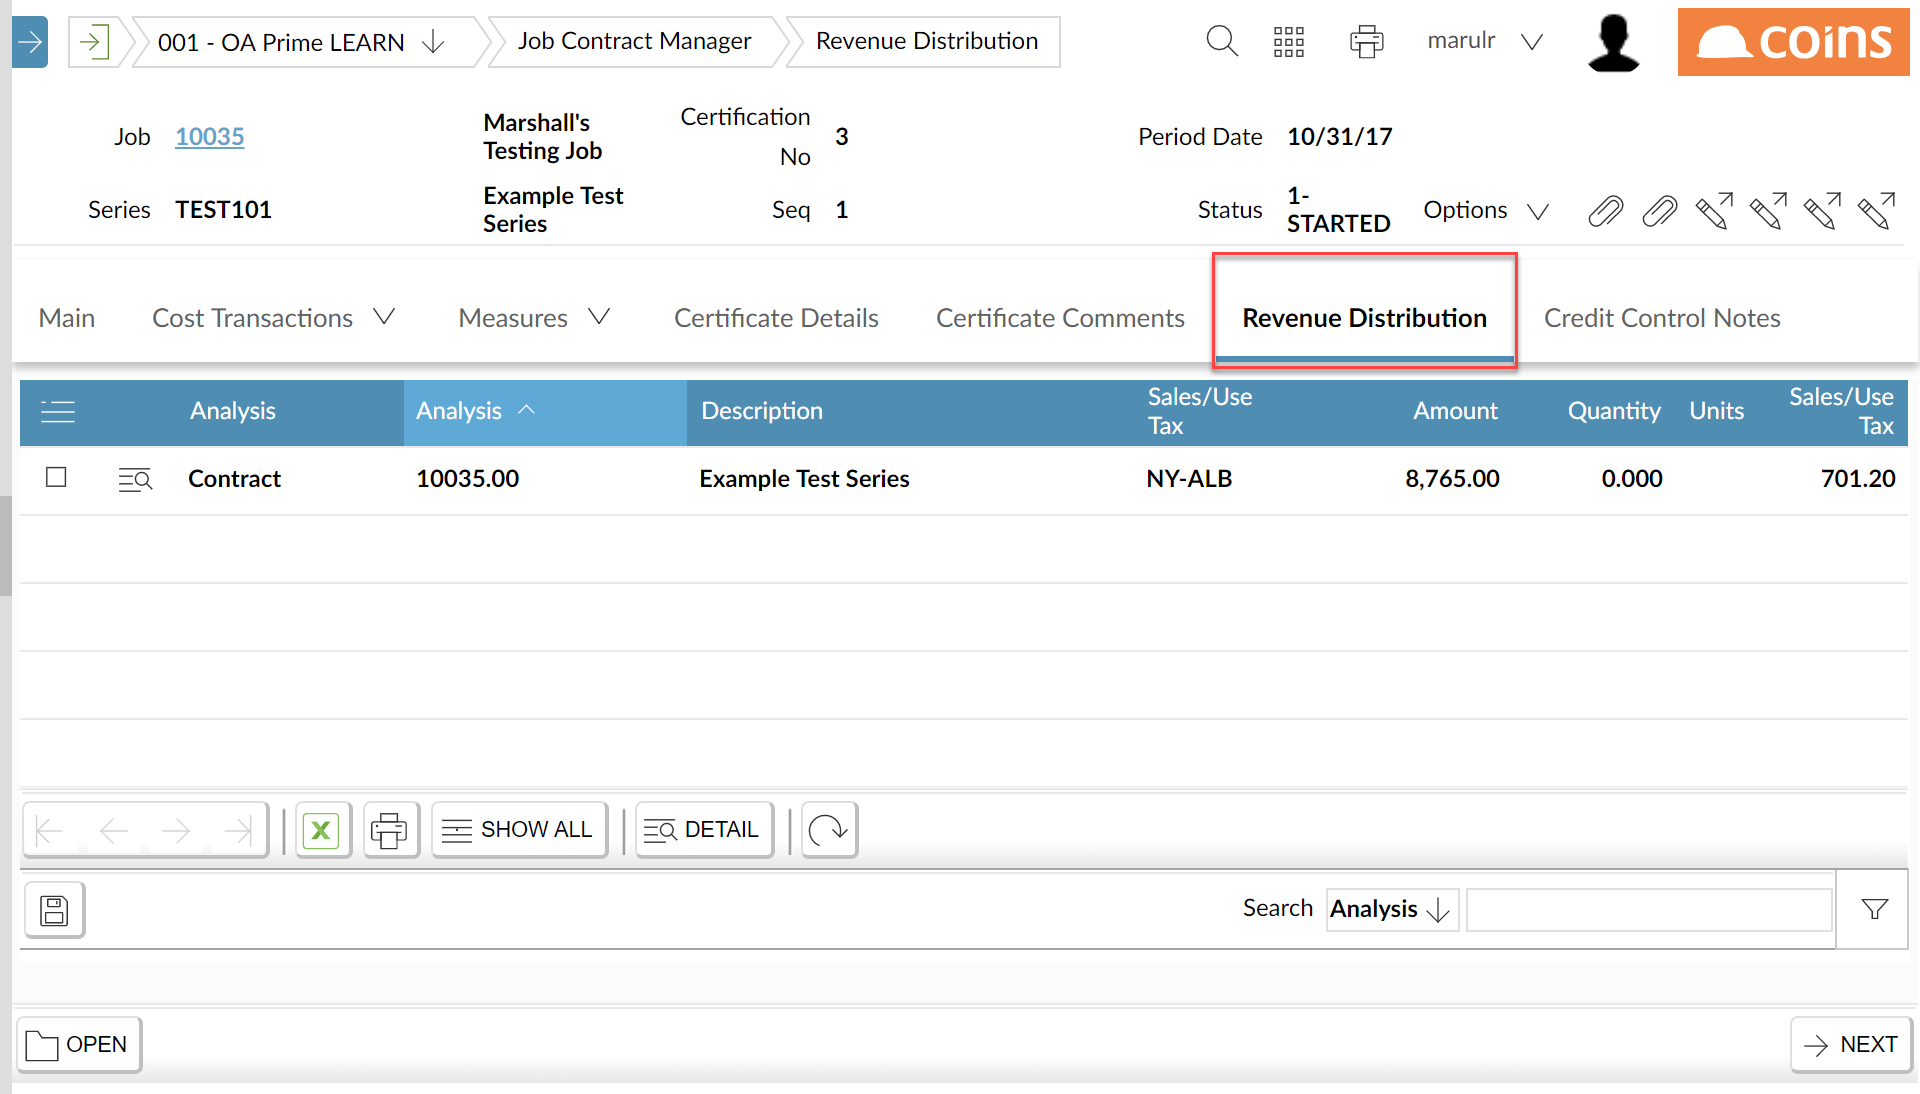 001 - OA Prime LEARN
Job Contract Manager
Revenue Distribution
marulr
coins
Job
10035
Marshall's
Testing Job
Certification
No
3
Period Date
10/31/17
Series
TEST101
Example Test
Series
Seq
1
Status
1-
STARTED
Options
Main
Cost Transactions
Measures
Certificate Details
Certificate Comments
Revenue Distribution
Credit Control Notes
Analysis
Analysis
Description
Sales/Use
Tax
Amount
Quantity
Units
Sales/Use
Tax
Contract
10035.00
Example Test Series
NY-ALB
8,765.00
0.000
701.20
X
SHOW ALL
DETAIL
Search
Analysis
OPEN
NEXT